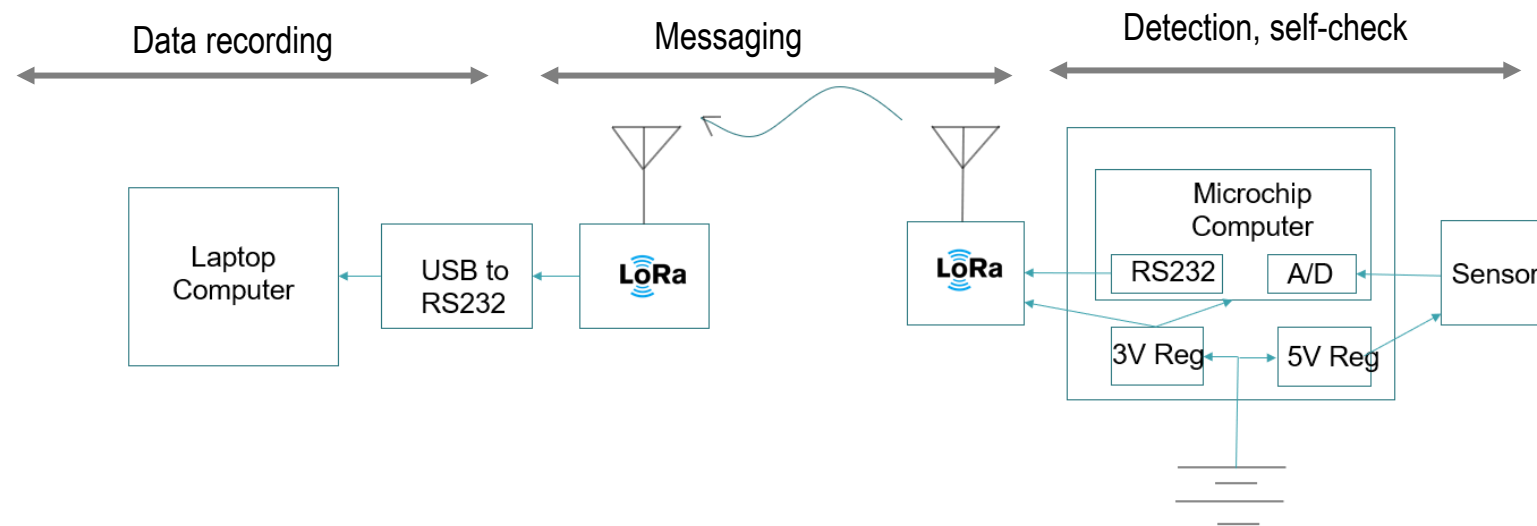 Data recording
Messaging
Detection, self-check
Laptop
Computer
USB to
RS232
LoRa
LoRa
Microchip
Computer
RS232
A/D
Sensor
3V Reg
5V Reg